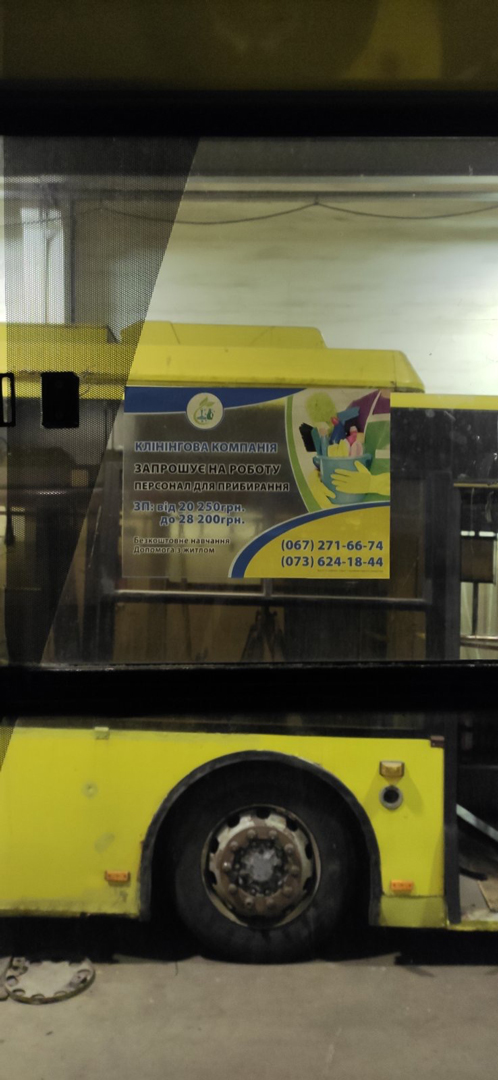 КЛІНІНГОВА КОМПАНІЯ
ЗАПРОШУЄ НА РОБОТУ
ПЕРСОНАЛ ДЛЯ ПРИБИРАННЯ
ЗП: від 20 250грн.
до 28 200грн.
Безкоштовне навчання
Допомога з житлом
(067) 271-66-74
(073) 624-18-44